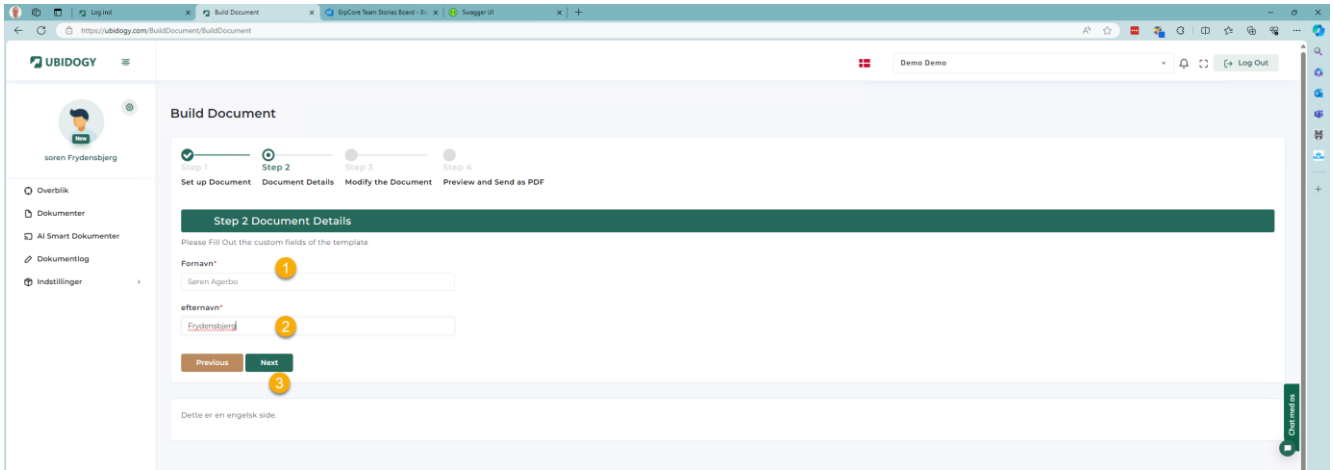 Log ind
Build Document
ErpCore Team Stories Board - Bo
Swagger UI
https://ubidogy.com/BuildDocument/BuildDocument
UBIDOGY
Demo Demo
Log Out
New
soren Frydensbjerg
Overblik
Dokumenter
AI Smart Dokumenter
Dokumentlog
Indstillinger
Build Document
Step 1
Step 2
Step 3
Step 4
Set up Document
Document Details
Modify the Document
Preview and Send as PDF
Step 2 Document Details
Please Fill Out the custom fields of the template
Fornavn*
1
Søren Agerbo
efternavn*
Frydensbjerg
2
Previous
Next
3
Dette er en engelsk side.
Chat med os